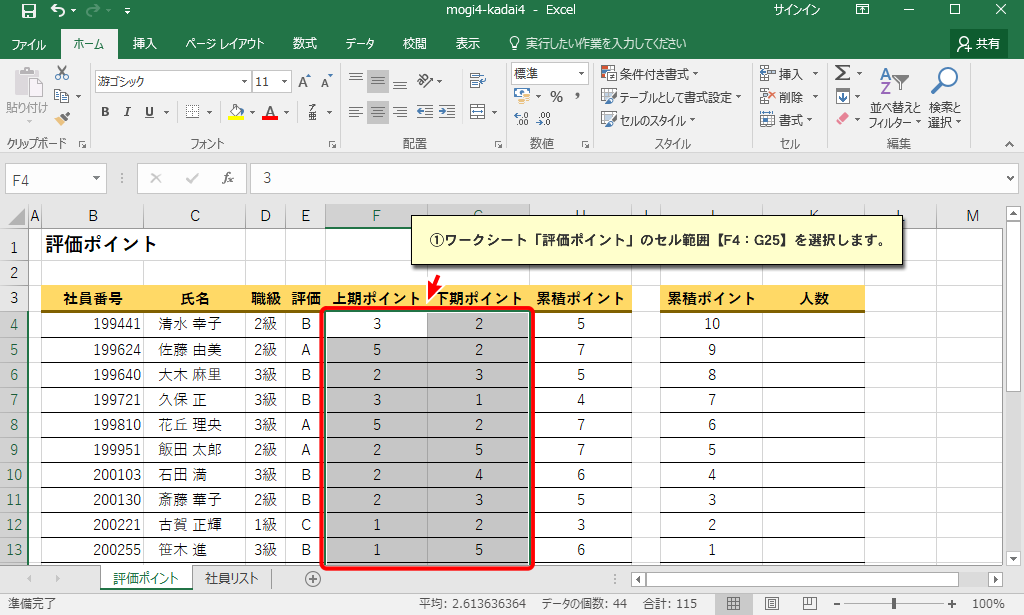 mogi4-kadai4 - Excel
サインイン
ファイル ホーム 挿入 ページ レイアウト 数式 データ 校閲 表示 実行したい作業を入力してください 共有
貼り付け
游ゴシック 11
B I U
標準
% ,
条件付き書式
テーブルとして書式設定
セルのスタイル
挿入
削除
書式
並べ替えと
フィルター
検索と
選択
クリップボード フォント 配置 数値 スタイル セル 編集
F4 fx 3
A B C D E F G H I J K L M
①ワークシート「評価ポイント」のセル範囲【F4：G25】を選択します。
1 評価ポイント
2
3 社員番号 氏名 職級 評価 上期ポイント 下期ポイント 累積ポイント 累積ポイント 人数
4 199441 清水 幸子 2級 B 3 2 5 10
5 199624 佐藤 由美 2級 A 5 2 7 9
6 199640 大木 麻里 3級 B 2 3 5 8
7 199721 久保 正 3級 B 3 1 4 7
8 199810 花丘 理央 3級 A 5 2 7 6
9 199951 飯田 太郎 2級 A 2 5 7 5
10 200103 石田 満 3級 B 2 4 6 4
11 200130 斎藤 華子 2級 B 2 3 5 3
12 200221 古賀 正輝 1級 C 1 2 3 2
13 200255 笹木 進 3級 B 1 5 6 1
評価ポイント 社員リスト
準備完了 平均: 2.613636364 データの個数: 44 合計: 115 100%